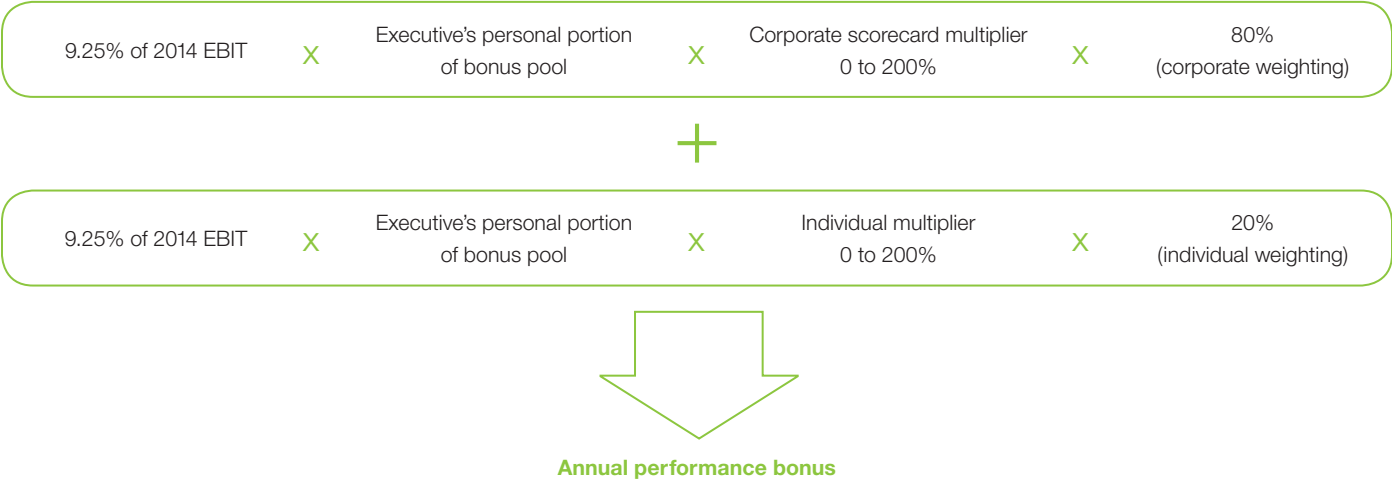 9.25% of 2014 EBIT X Executive’s personal portion of bonus pool X Corporate scorecard multiplier 0 to 200% X 80% (corporate weighting)
+
9.25% of 2014 EBIT X Executive’s personal portion of bonus pool X Individual multiplier 0 to 200% X 20% (individual weighting)
Annual performance bonus